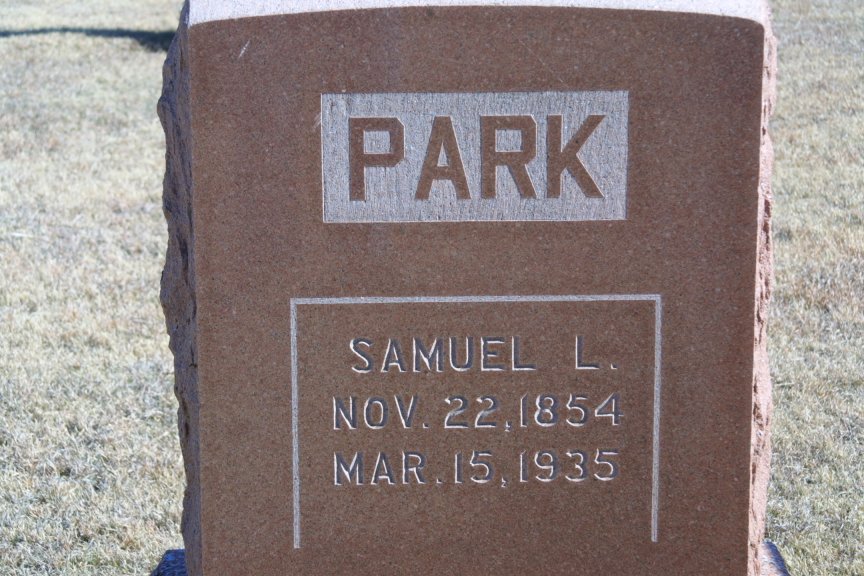 PARK
SAMUEL L.
NOV. 22, 1854
MAR. 15, 1935